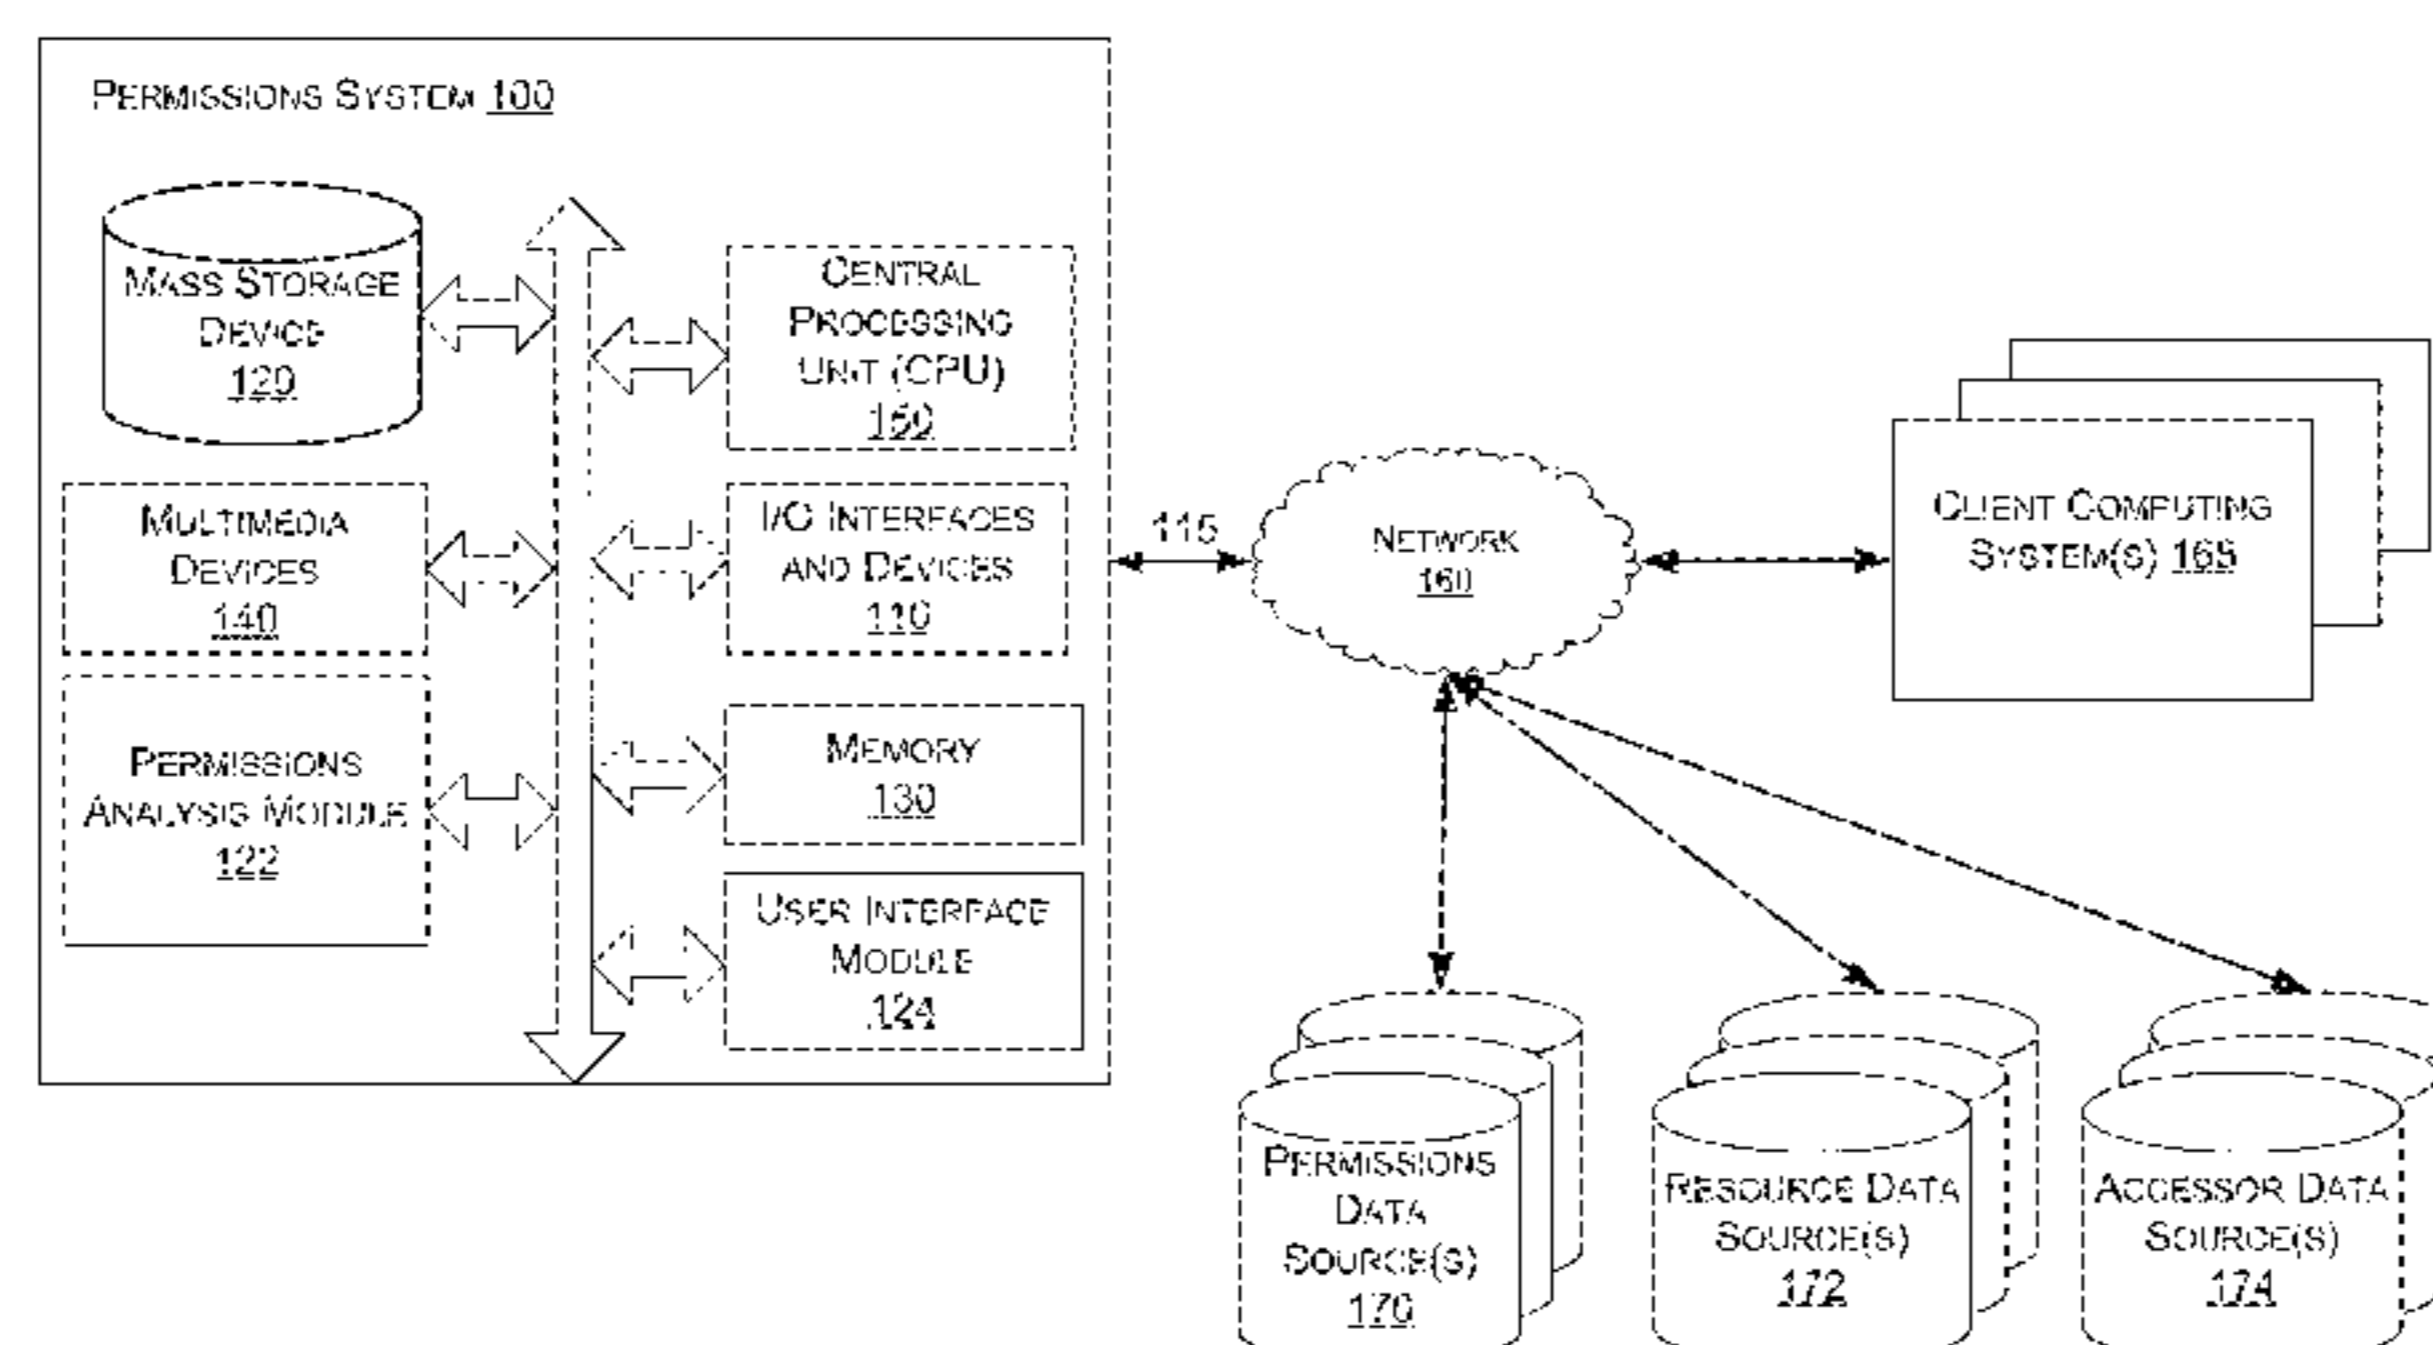 PERMISSIONS SYSTEM 100
MASS STORAGE
DEVICE
120
CENTRAL
PROCESSING
UNIT (CPU)
150
MULTIMEDIA
DEVICES
140
I/O INTERFACES
AND DEVICES
110
PERMISSIONS
ANALYSIS MODULE
122
MEMORY
130
USER INTERFACE
MODULE
124
115
NETWORK
160
CLIENT COMPUTING
SYSTEM(S) 165
PERMISSIONS
DATA
SOURCE(S)
170
RESOURCE DATA
SOURCE(S)
172
ACCESSOR DATA
SOURCE(S)
174